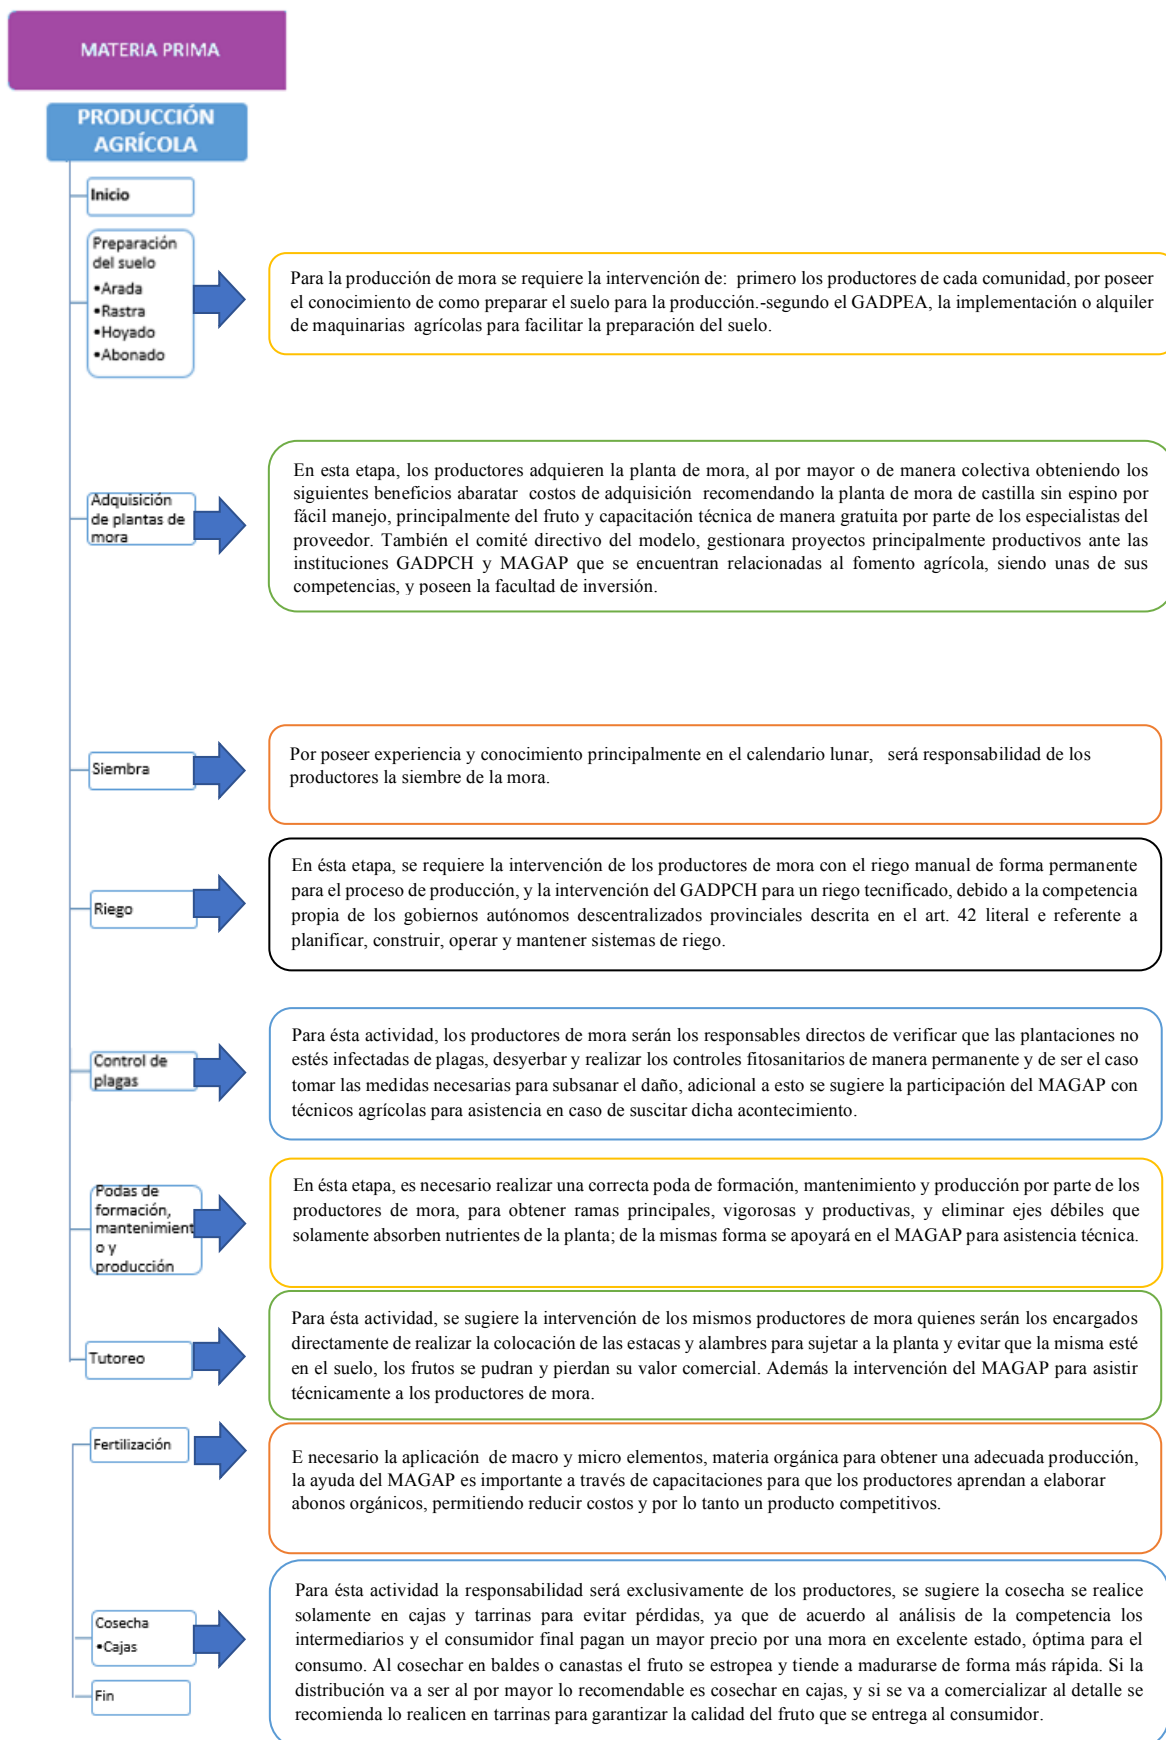 MATERIA PRIMA
PRODUCCIÓN
AGRÍCOLA
Inicio
Preparación
del suelo
•Arada
•Rastra
•Hoyado
•Abonado
Para la producción de mora se requiere la intervención de: primero los productores de cada comunidad, por poseer
el conocimiento de como preparar el suelo para la producción.-segundo el GADPEA, la implementación o alquiler
de maquinarias agrícolas para facilitar la preparación del suelo.
Adquisición
de plantas de
mora
En esta etapa, los productores adquieren la planta de mora, al por mayor o de manera colectiva obteniendo los
siguientes beneficios abaratar costos de adquisición recomendando la planta de mora de castilla sin espino por
fácil manejo, principalmente del fruto y capacitación técnica de manera gratuita por parte de los especialistas del
proveedor. También el comité directivo del modelo, gestionara proyectos principalmente productivos ante las
instituciones GADPCH y MAGAP que se encuentran relacionadas al fomento agrícola, siendo unas de sus
competencias, y poseen la facultad de inversión.
Siembra
Por poseer experiencia y conocimiento principalmente en el calendario lunar, será responsabilidad de los
productores la siembre de la mora.
Riego
En ésta etapa, se requiere la intervención de los productores de mora con el riego manual de forma permanente
para el proceso de producción, y la intervención del GADPCH para un riego tecnificado, debido a la competencia
propia de los gobiernos autónomos descentralizados provinciales descrita en el art. 42 literal e referente a
planificar, construir, operar y mantener sistemas de riego.
Control de
plagas
Para ésta actividad, los productores de mora serán los responsables directos de verificar que las plantaciones no
estés infectadas de plagas, desyerbar y realizar los controles fitosanitarios de manera permanente y de ser el caso
tomar las medidas necesarias para subsanar el daño, adicional a esto se sugiere la participación del MAGAP con
técnicos agrícolas para asistencia en caso de suscitar dicha acontecimiento.
Podas de
formación,
mantenimient
o y
producción
En ésta etapa, es necesario realizar una correcta poda de formación, mantenimiento y producción por parte de los
productores de mora, para obtener ramas principales, vigorosas y productivas, y eliminar ejes débiles que
solamente absorben nutrientes de la planta; de la mismas forma se apoyará en el MAGAP para asistencia técnica.
Tutoreo
Para ésta actividad, se sugiere la intervención de los mismos productores de mora quienes serán los encargados
directamente de realizar la colocación de las estacas y alambres para sujetar a la planta y evitar que la misma esté
en el suelo, los frutos se pudran y pierdan su valor comercial. Además la intervención del MAGAP para asistir
técnicamente a los productores de mora.
Fertilización
E necesario la aplicación de macro y micro elementos, materia orgánica para obtener una adecuada producción,
la ayuda del MAGAP es importante a través de capacitaciones para que los productores aprendan a elaborar
abonos orgánicos, permitiendo reducir costos y por lo tanto un producto competitivos.
Cosecha
•Cajas
Para ésta actividad la responsabilidad será exclusivamente de los productores, se sugiere la cosecha se realice
solamente en cajas y tarrinas para evitar pérdidas, ya que de acuerdo al análisis de la competencia los
intermediarios y el consumidor final pagan un mayor precio por una mora en excelente estado, óptima para el
consumo. Al cosechar en baldes o canastas el fruto se estropea y tiende a madurarse de forma más rápida. Si la
distribución va a ser al por mayor lo recomendable es cosechar en cajas, y si se va a comercializar al detalle se
recomienda lo realicen en tarrinas para garantizar la calidad del fruto que se entrega al consumidor.
Fin